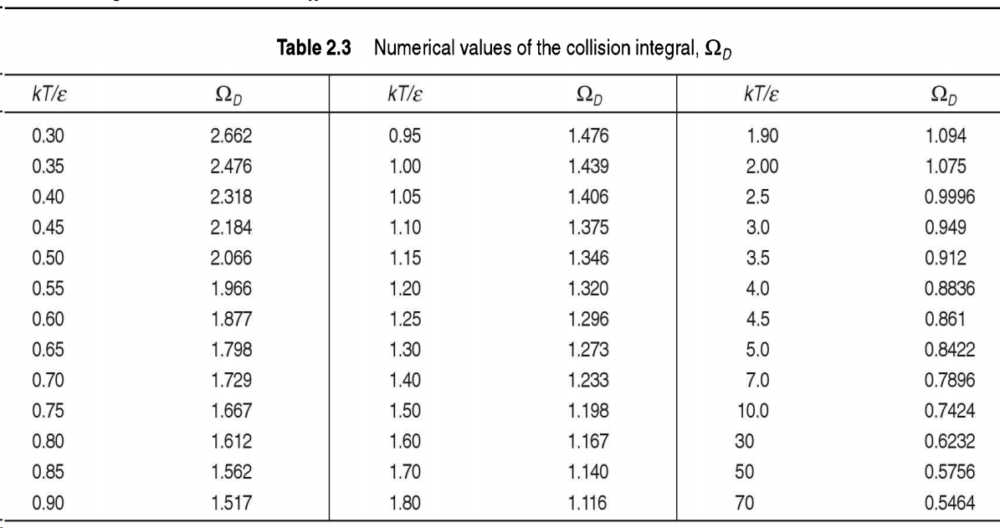 Table 2.3 Numerical values of the collision integral, Ω_D
kT/ε Ω_D kT/ε Ω_D kT/ε Ω_D
0.30 2.662 0.95 1.476 1.90 1.094
0.35 2.476 1.00 1.439 2.00 1.075
0.40 2.318 1.05 1.406 2.5 0.9996
0.45 2.184 1.10 1.375 3.0 0.949
0.50 2.066 1.15 1.346 3.5 0.912
0.55 1.966 1.20 1.320 4.0 0.8836
0.60 1.877 1.25 1.296 4.5 0.861
0.65 1.798 1.30 1.273 5.0 0.8422
0.70 1.729 1.40 1.233 7.0 0.7896
0.75 1.667 1.50 1.198 10.0 0.7424
0.80 1.612 1.60 1.167 30 0.6232
0.85 1.562 1.70 1.140 50 0.5756
0.90 1.517 1.80 1.116 70 0.5464